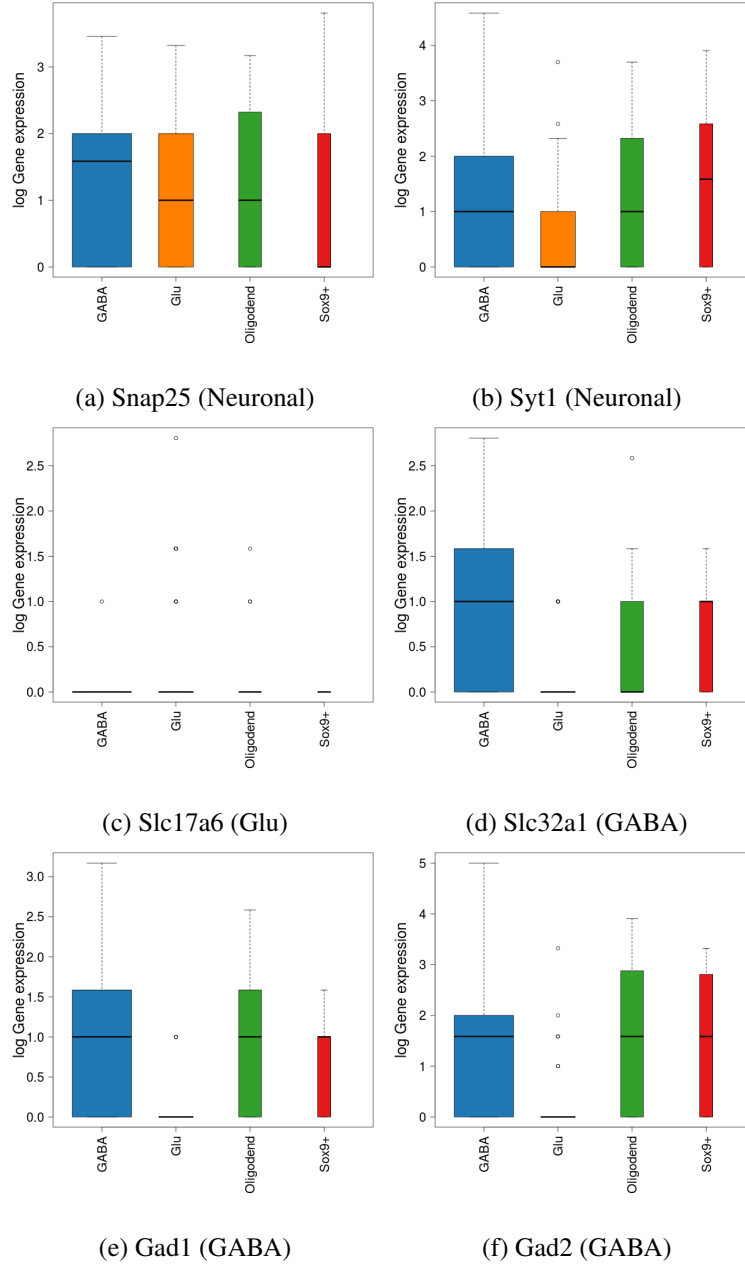 log Gene expression
3
2
1
0
GABA
Glu
Oligodend
Sox9+
(a) Snap25 (Neuronal)
log Gene expression
4
3
2
1
0
GABA
Glu
Oligodend
Sox9+
(b) Syt1 (Neuronal)
log Gene expression
2.5
2.0
1.5
1.0
0.5
0.0
GABA
Glu
Oligodend
Sox9+
(c) Slc17a6 (Glu)
log Gene expression
2.5
2.0
1.5
1.0
0.5
0.0
GABA
Glu
Oligodend
Sox9+
(d) Slc32a1 (GABA)
log Gene expression
3.0
2.5
2.0
1.5
1.0
0.5
0.0
GABA
Glu
Oligodend
Sox9+
(e) Gad1 (GABA)
log Gene expression
5
4
3
2
1
0
GABA
Glu
Oligodend
Sox9+
(f) Gad2 (GABA)